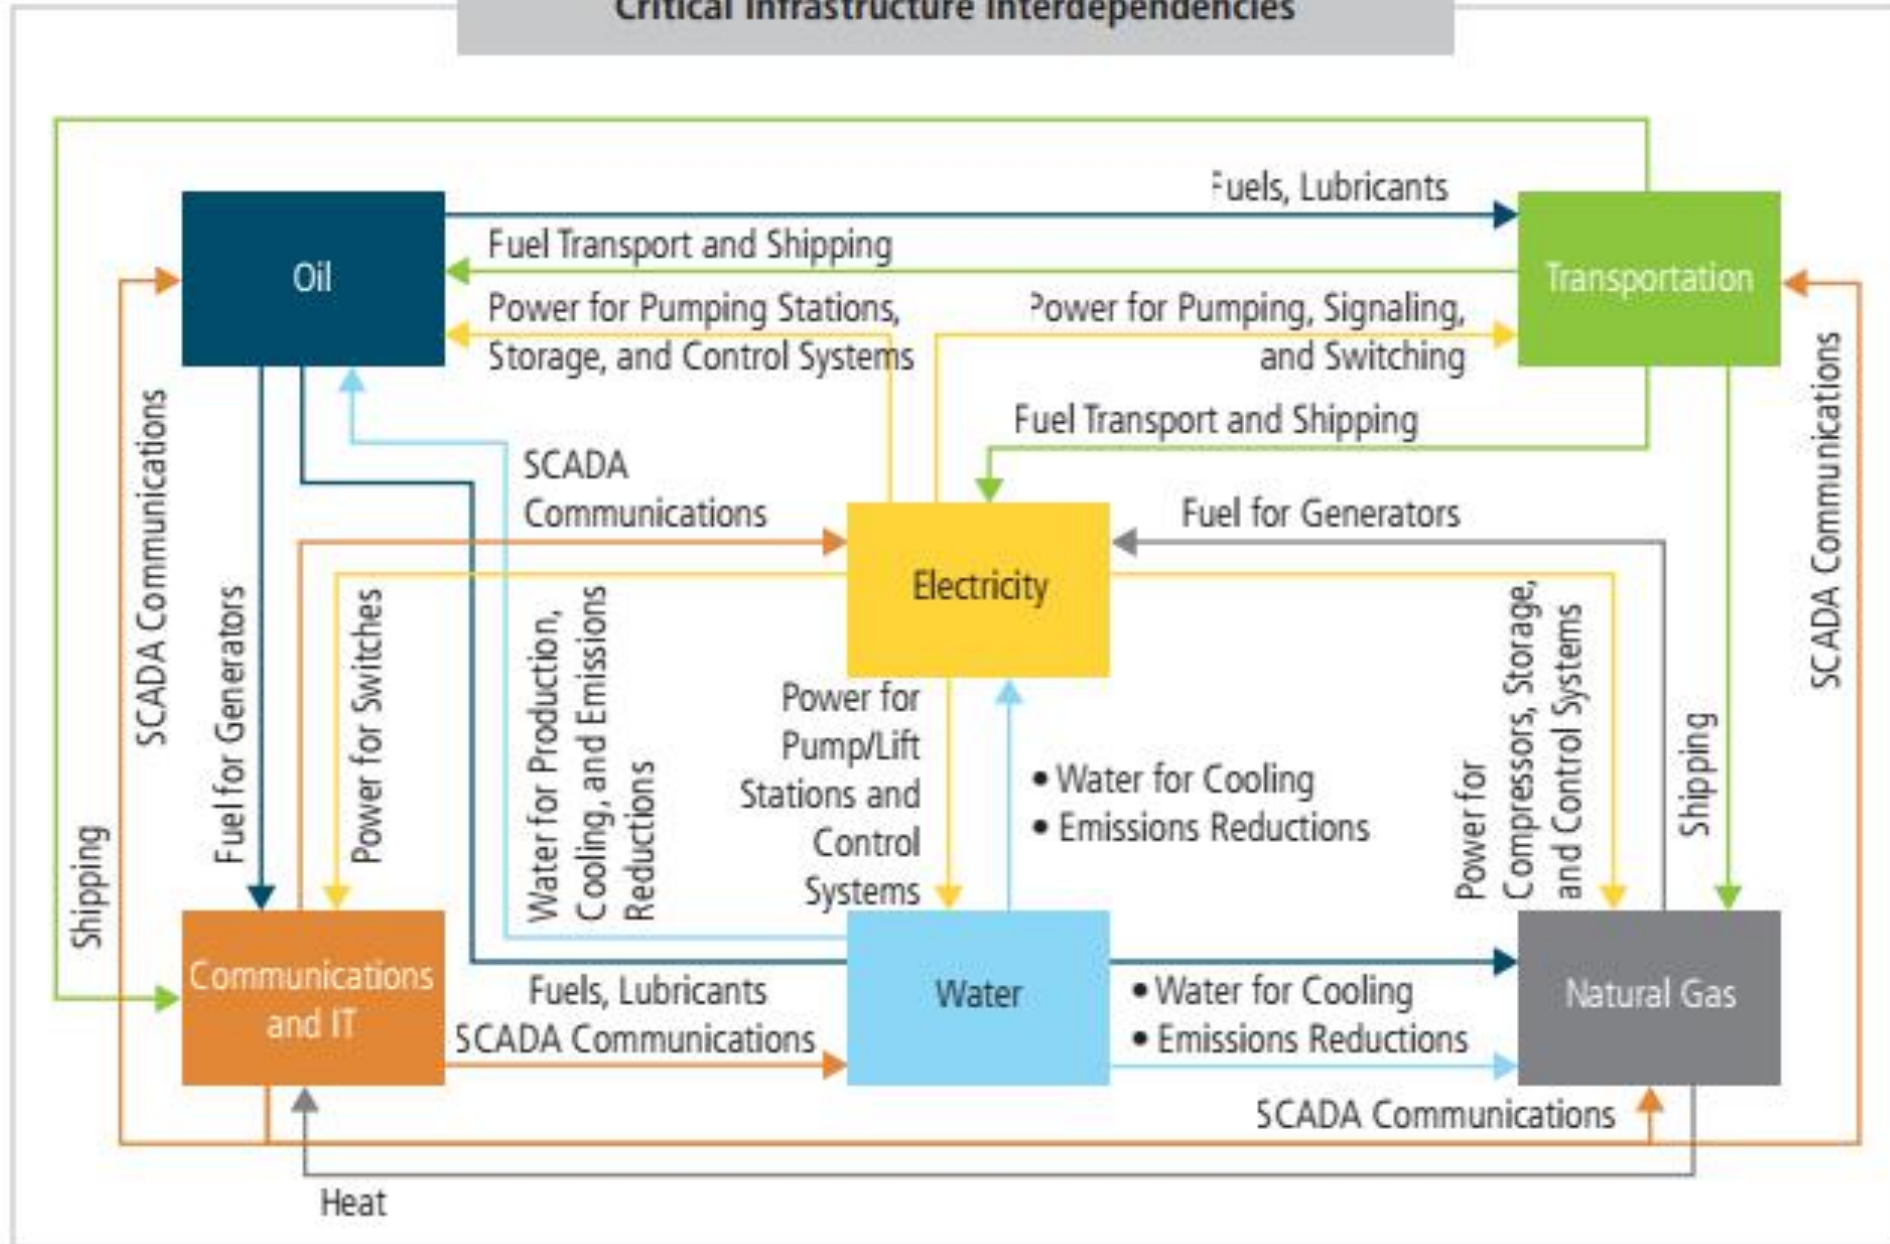 Critical Infrastructure Interdependencies
Fuels, Lubricants
Fuel Transport and Shipping
Oil
Transportation
Power for Pumping Stations,
Storage, and Control Systems
Power for Pumping, Signaling,
and Switching
Fuel Transport and Shipping
SCADA Communications
SCADA
Communications
Fuel for Generators
SCADA Communications
Electricity
Fuel for Generators
Power for Switches
Water for Production,
Cooling, and Emissions
Reductions
Power for
Pump/Lift
Stations and
Control
Systems
• Water for Cooling
• Emissions Reductions
Power for
Compressors, Storage,
and Control Systems
Shipping
Shipping
Communications
and IT
Fuels, Lubricants
SCADA Communications
Water
• Water for Cooling
• Emissions Reductions
Natural Gas
SCADA Communications
Heat